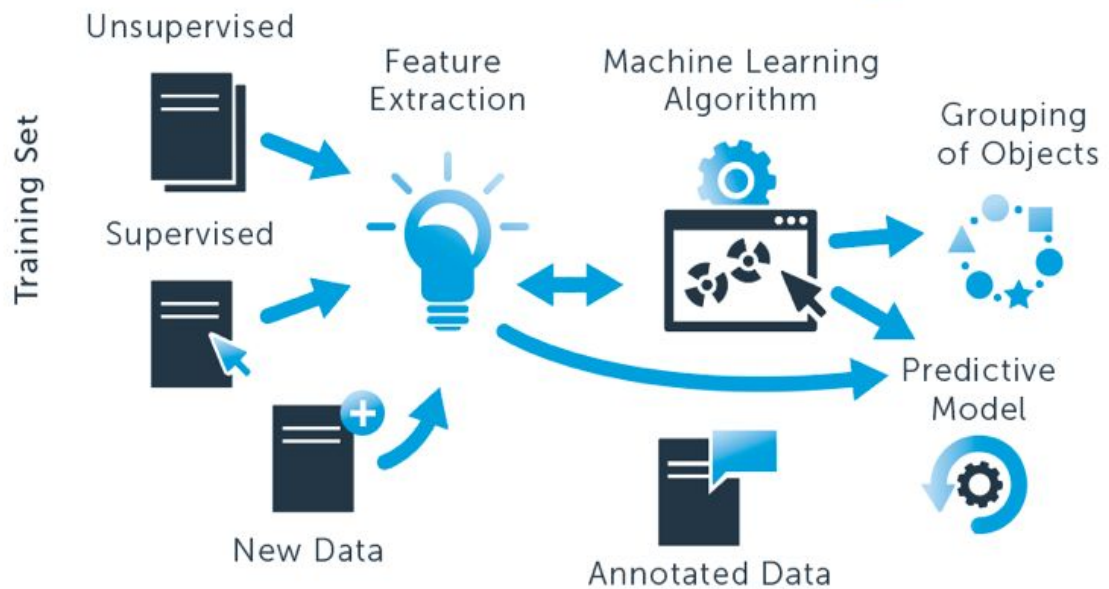 Unsupervised
Feature
Extraction
Machine Learning
Algorithm
Grouping
of Objects
Training Set
Supervised
Predictive
Model
New Data
Annotated Data